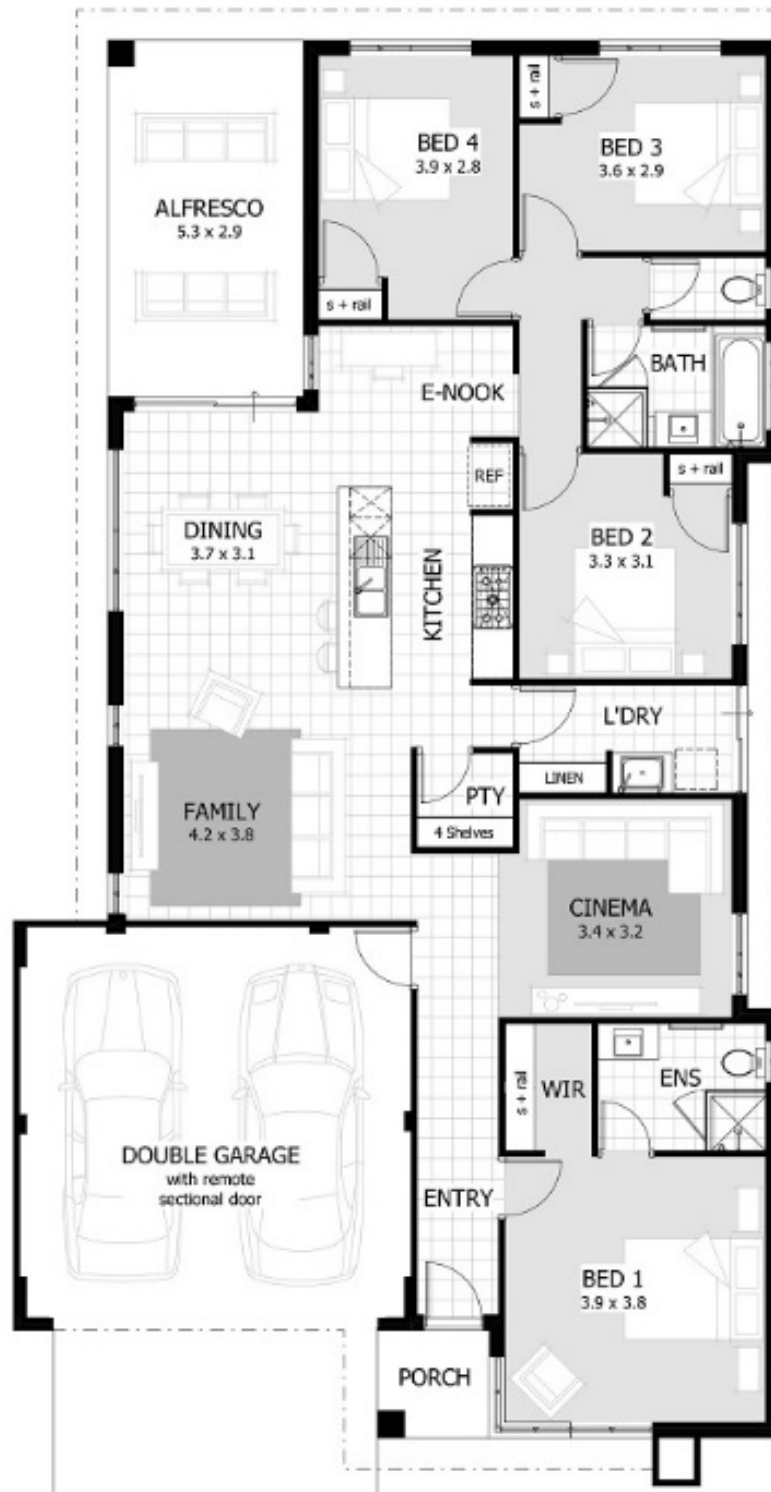 s + rail
BED 4
3.9 x 2.8
BED 3
3.6 x 2.9
ALFRESCO
5.3 x 2.9
s + rail
BATH
E-NOOK
REF
s + rail
DINING
3.7 x 3.1
BED 2
3.3 x 3.1
KITCHEN
L'DRY
LINEN
PTY
4 Shelves
FAMILY
4.2 x 3.8
CINEMA
3.4 x 3.2
s + rail
WIR
ENS
DOUBLE GARAGE
with remote
sectional door
ENTRY
BED 1
3.9 x 3.8
PORCH